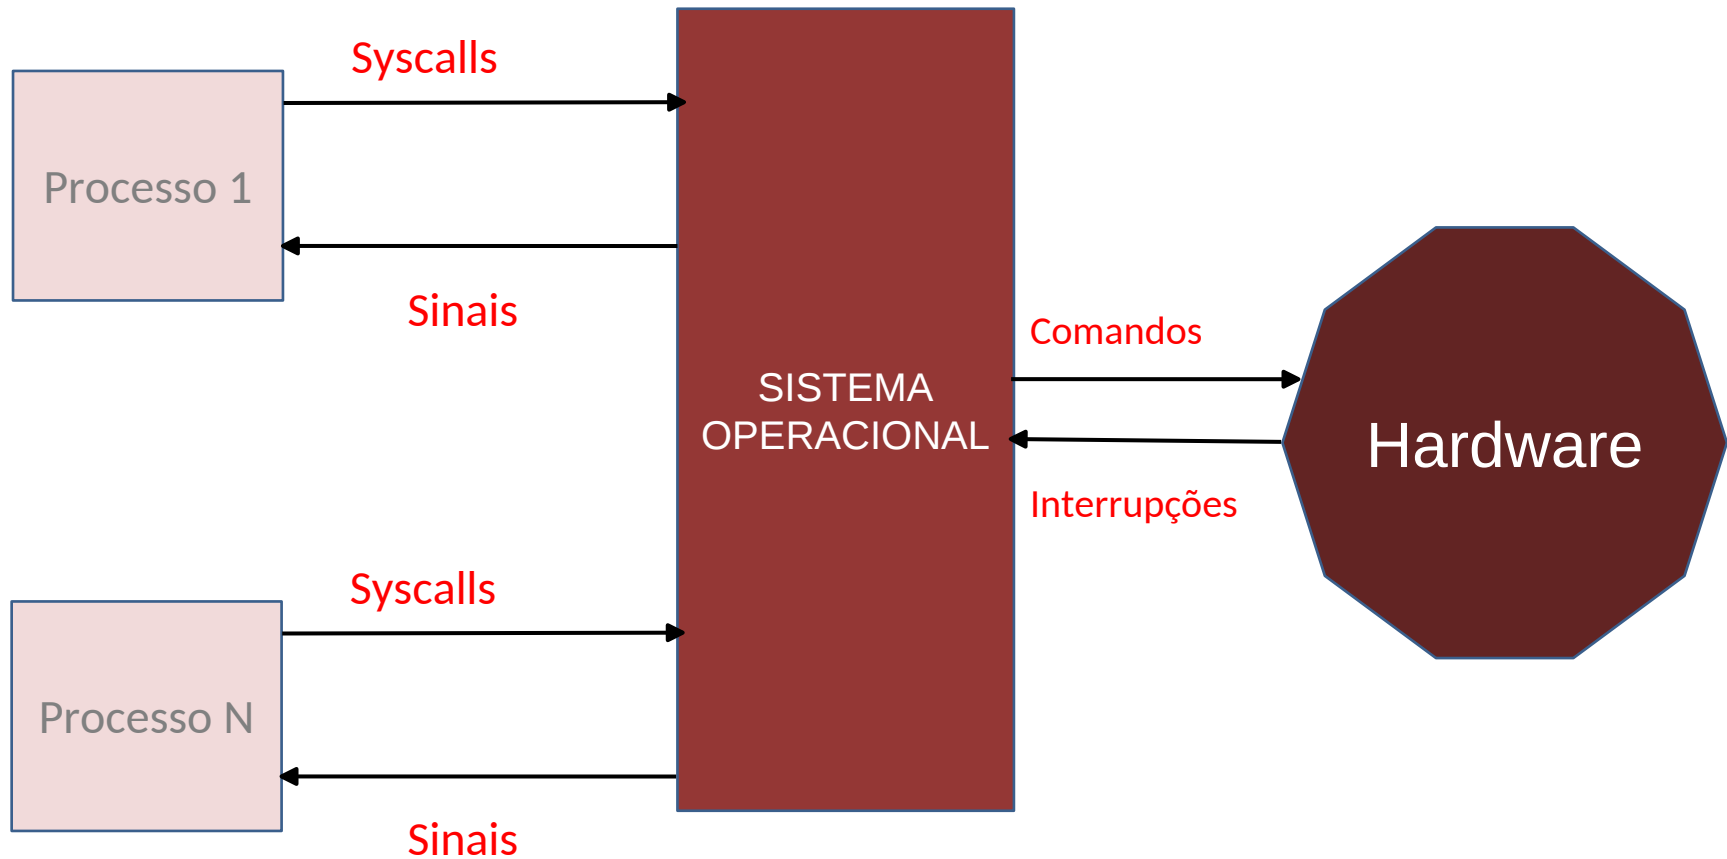 Syscalls
Processo 1
Sinais
SISTEMA
OPERACIONAL
Comandos
Interrupções
Hardware
Syscalls
Processo N
Sinais